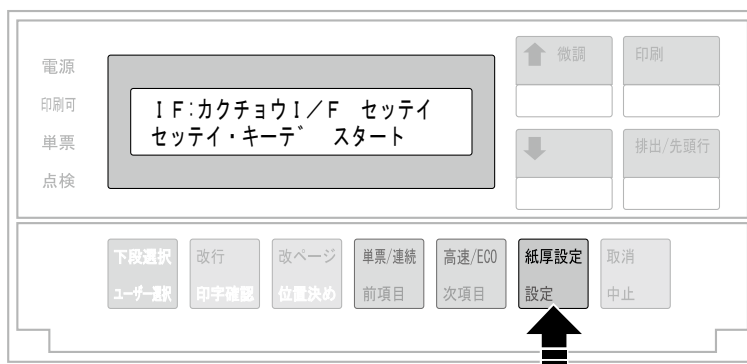 電源
印刷可
単票
点検
IF:カクチョウI/F セッテイ
セッテイ・キーデ゛ スタート
微調
印刷
排出/先頭行
下段選択
ユーザー選択
改行
印字確認
改ページ
位置決め
単票/連続
前項目
高速/ECO
次項目
紙厚設定
設定
取消
中止